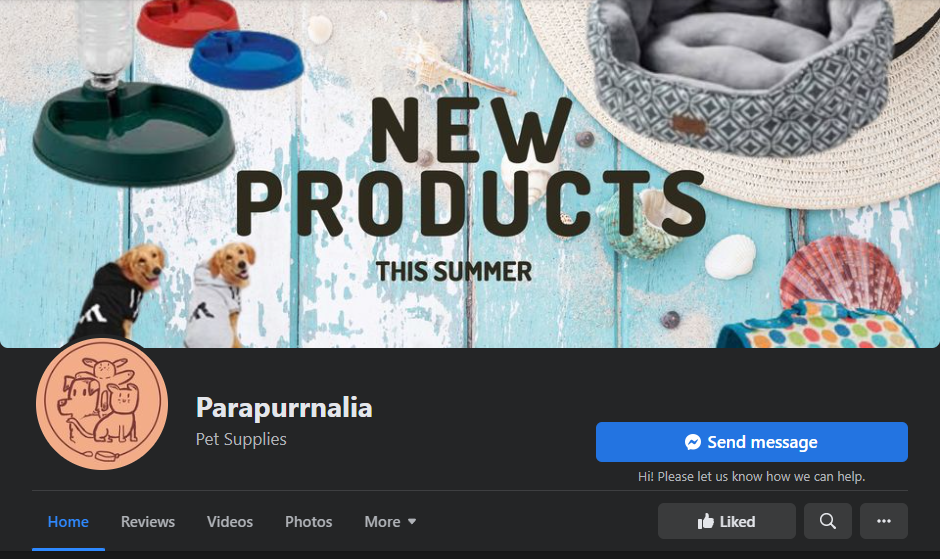 NEW
PRODUCTS
THIS SUMMER
Parapurrnalia
Pet Supplies
Send message
Hi! Please let us know how we can help.
Home Reviews Videos Photos More Liked